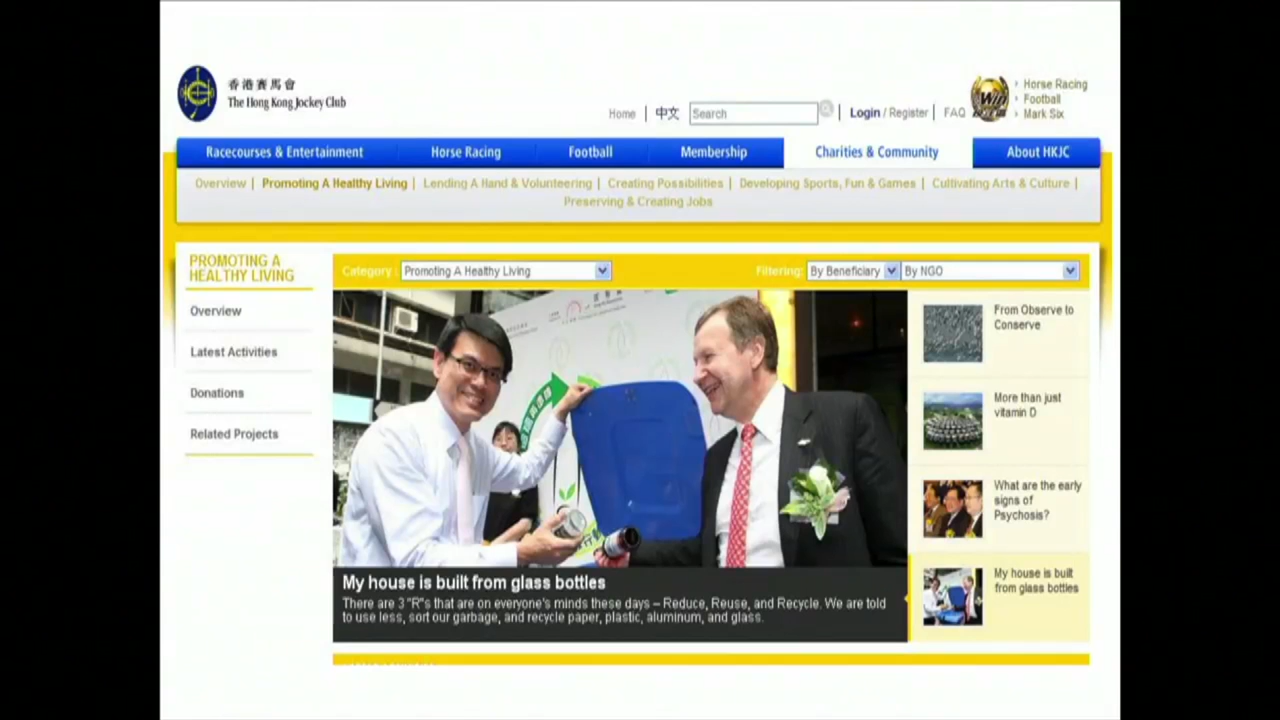 香港賽馬會
The Hong Kong Jockey Club
Home | 中文
Search
Login / Register | FAQ
Horse Racing
Football
Mark Six
Win
Racecourses & Entertainment
Horse Racing
Football
Membership
Charities & Community
About HKJC
Overview | Promoting A Healthy Living | Lending A Hand & Volunteering | Creating Possibilities | Developing Sports, Fun & Games | Cultivating Arts & Culture |
Preserving & Creating Jobs
PROMOTING A
HEALTHY LIVING
Overview
Latest Activities
Donations
Related Projects
Category :
Promoting A Healthy Living
Filtering:
By Beneficiary
By NGO
My house is built from glass bottles
There are 3 "R"s that are on everyone's minds these days – Reduce, Reuse, and Recycle. We are told
to use less, sort our garbage, and recycle paper, plastic, aluminum, and glass.
From Observe to
Conserve
More than just
vitamin D
What are the early
signs of
Psychosis?
My house is built
from glass bottles